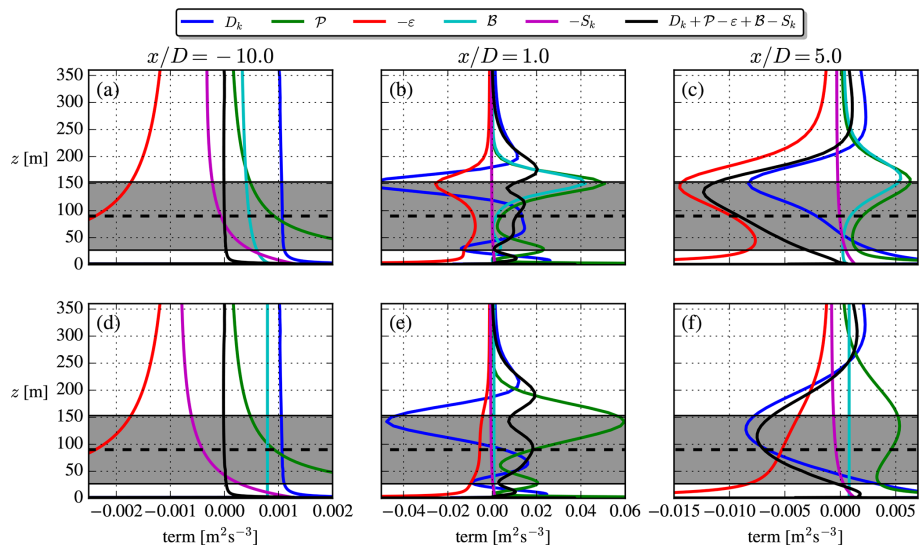 D_k P −ε B −S_k D_k + P − ε + B − S_k
x/D = −10.0 x/D = 1.0 x/D = 5.0
(a) (b) (c)
350
300
250
z [m] 200
150
100
50
0
(d) (e) (f)
350
300
250
z [m] 200
150
100
50
0
−0.002 −0.001 0.000 0.001 0.002 −0.04 −0.02 0.00 0.02 0.04 0.06 −0.015 −0.010 −0.005 0.000 0.005
term [m²s⁻³] term [m²s⁻³] term [m²s⁻³]